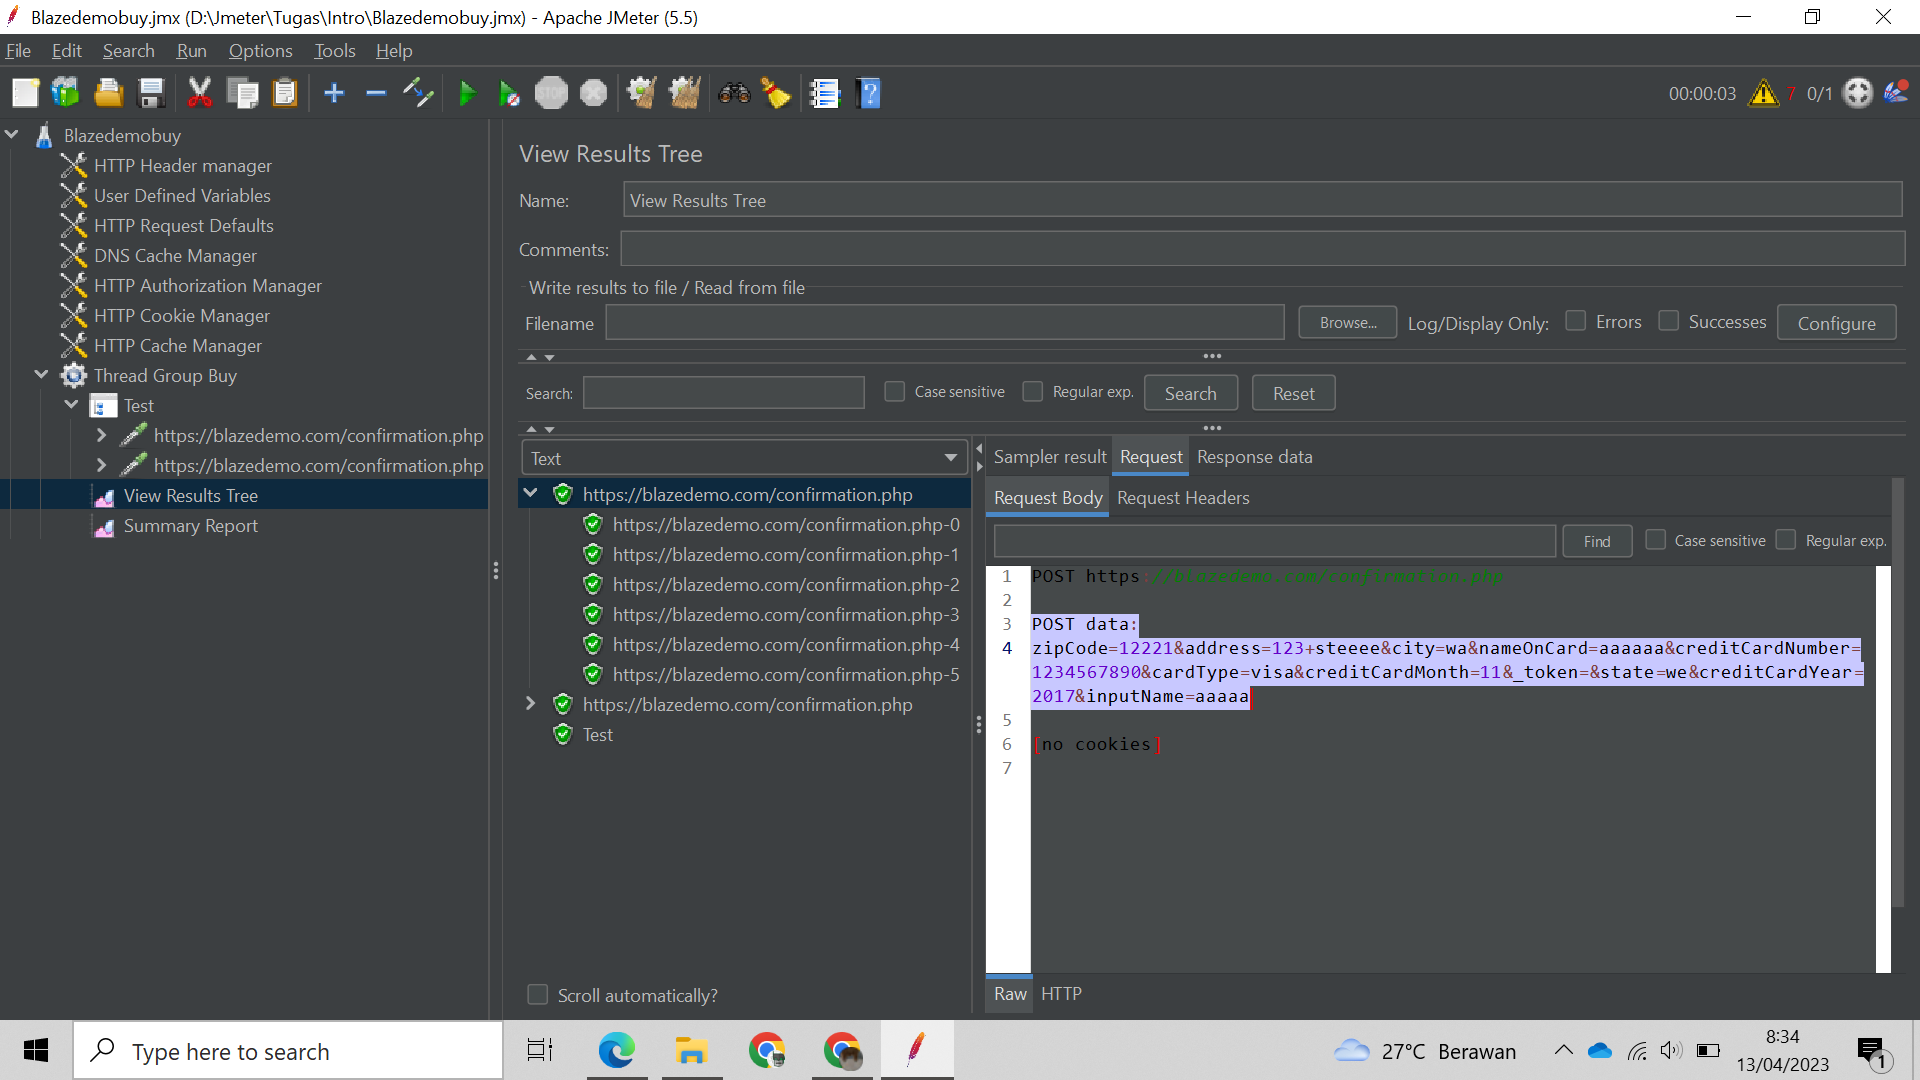 Blazedemobuy.jmx (D:\Jmeter\Tugas\Intro\Blazedemobuy.jmx) - Apache JMeter (5.5)
File Edit Search Run Options Tools Help
STOP
00:00:03 7 0/1
Blazedemobuy
HTTP Header manager
User Defined Variables
HTTP Request Defaults
DNS Cache Manager
HTTP Authorization Manager
HTTP Cookie Manager
HTTP Cache Manager
Thread Group Buy
Test
https://blazedemo.com/confirmation.php
https://blazedemo.com/confirmation.php
View Results Tree
Summary Report
View Results Tree
Name: View Results Tree
Comments:
Write results to file / Read from file
Filename Browse... Log/Display Only: Errors Successes Configure
Search: Case sensitive Regular exp. Search Reset
Text
https://blazedemo.com/confirmation.php
https://blazedemo.com/confirmation.php-0
https://blazedemo.com/confirmation.php-1
https://blazedemo.com/confirmation.php-2
https://blazedemo.com/confirmation.php-3
https://blazedemo.com/confirmation.php-4
https://blazedemo.com/confirmation.php-5
https://blazedemo.com/confirmation.php
Test
Scroll automatically?
Sampler result Request Response data
Request Body Request Headers
Find Case sensitive Regular exp.
1 POST https://blazedemo.com/confirmation.php
2
3 POST data:
4 zipCode=12221&address=123+steeee&city=wa&nameOnCard=aaaaaa&creditCardNumber=
1234567890&cardType=visa&creditCardMonth=11&_token=&state=we&creditCardYear=
2017&inputName=aaaaa
5
6 [no cookies]
7
Raw HTTP
Type here to search
27°C Berawan
8:34
13/04/2023
1